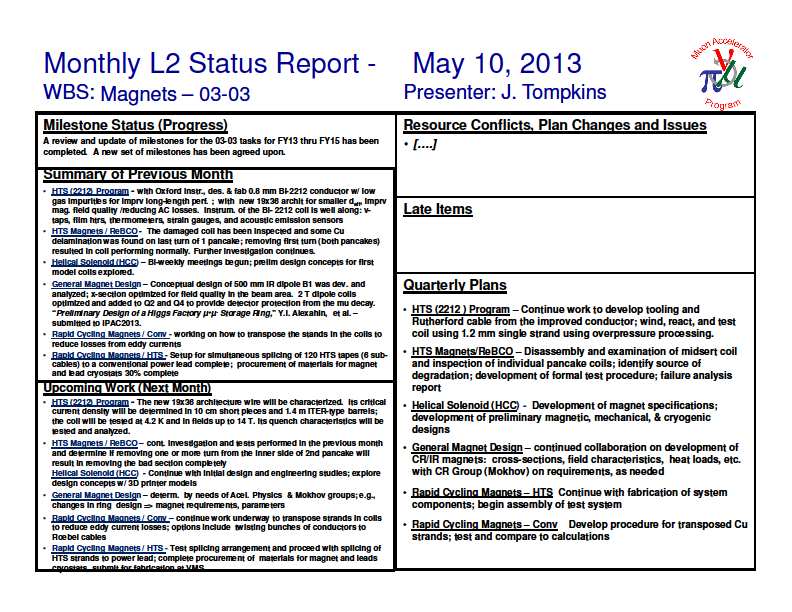 Monthly L2 Status Report - May 10, 2013
WBS: Magnets – 03-03 Presenter: J. Tompkins
Muon Accelerator
Program
Milestone Status (Progress)
A review and update of milestones for the 03-03 tasks for FY13 thru FY15 has been
completed. A new set of milestones has been agreed upon.
Summary of Previous Month
• HTS (2212) Program - with Oxford Instr., des. & fab 0.8 mm Bi-2212 conductor w/ low
gas impurities for imprv long-length perf. ; with new 19x36 archit for smaller deff, imprv
mag. field quality /reducing AC losses. Instrum. of the Bi- 2212 coil is well along: v-
taps, film htrs, thermometers, strain gauges, and acoustic emission sensors
• HTS Magnets / ReBCO - The damaged coil has been inspected and some Cu
delamination was found on last turn of 1 pancake; removing first turn (both pancakes)
resulted in coil performing normally. Further investigation continues.
• Helical Solenoid (HCC) – Bi-weekly meetings begun; prelim design concepts for first
model coils explored.
• General Magnet Design – Conceptual design of 500 mm IR dipole B1 was dev. and
analyzed; x-section optimized for field quality in the beam area. 2 T dipole coils
optimized and added to Q2 and Q4 to provide detector protection from the mu decay.
"Preliminary Design of a Higgs Factory μ+μ- Storage Ring," Y.I. Alexahin, et al. –
submitted to IPAC2013.
• Rapid Cycling Magnets / Conv - working on how to transpose the stands in the coils to
reduce losses from eddy currents
• Rapid Cycling Magnets / HTS - Setup for simultaneous splicing of 120 HTS tapes (6 sub-
cables) to a conventional power lead complete; procurement of materials for magnet
and lead cryostats 30% complete
Upcoming Work (Next Month)
• HTS (2212) Program - The new 19x36 architecture wire will be characterized. Its critical
current density will be determined in 10 cm short pieces and 1.4 m ITER-type barrels;
the coil will be tested at 4.2 K and in fields up to 14 T. Its quench characteristics will be
tested and analyzed.
• HTS Magnets / ReBCO – cont. investigation and tests performed in the previous month
and determine if removing one or more turn from the inner side of 2nd pancake will
result in removing the bad section completely
Helical Solenoid (HCC) - Continue with initial design and engineering studies; explore
design concepts w/ 3D printer models
• General Magnet Design – determ. by needs of Accl. Physics & Mokhov groups; e.g.,
changes in ring design => magnet requirements, parameters
• Rapid Cycling Magnets / Conv – continue work underway to transpose strands in coils
to reduce eddy current losses; options include twisting bunches of conductors to
Roebel cables
• Rapid Cycling Magnets / HTS - Test splicing arrangement and proceed with splicing of
HTS strands to power lead; complete procurement of materials for magnet and leads
cryostats, submit for fabrication at VMS
Resource Conflicts, Plan Changes and Issues
• [….]
Late Items
Quarterly Plans
• HTS (2212 ) Program – Continue work to develop tooling and
Rutherford cable from the improved conductor; wind, react, and test
coil using 1.2 mm single strand using overpressure processing.
• HTS Magnets/ReBCO – Disassembly and examination of midsert coil
and inspection of individual pancake coils; identify source of
degradation; development of formal test procedure; failure analysis
report
• Helical Solenoid (HCC) - Development of magnet specifications;
development of preliminary magnetic, mechanical, & cryogenic
designs
• General Magnet Design – continued collaboration on development of
CR/IR magnets: cross-sections, field characteristics, heat loads, etc.
with CR Group (Mokhov) on requirements, as needed
• Rapid Cycling Magnets – HTS Continue with fabrication of system
components; begin assembly of test system
• Rapid Cycling Magnets – Conv Develop procedure for transposed Cu
strands; test and compare to calculations